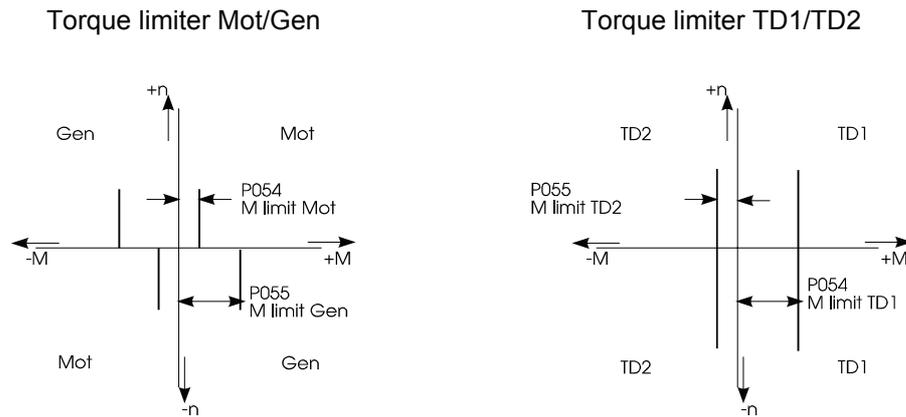 Torque limiter Mot/Gen
+n
Gen
Mot
P054
M limit Mot
-M
+M
P055
M limit Gen
Mot
Gen
-n
Torque limiter TD1/TD2
+n
TD2
TD1
P055
M limit TD2
-M
+M
P054
M limit TD1
TD2
TD1
-n